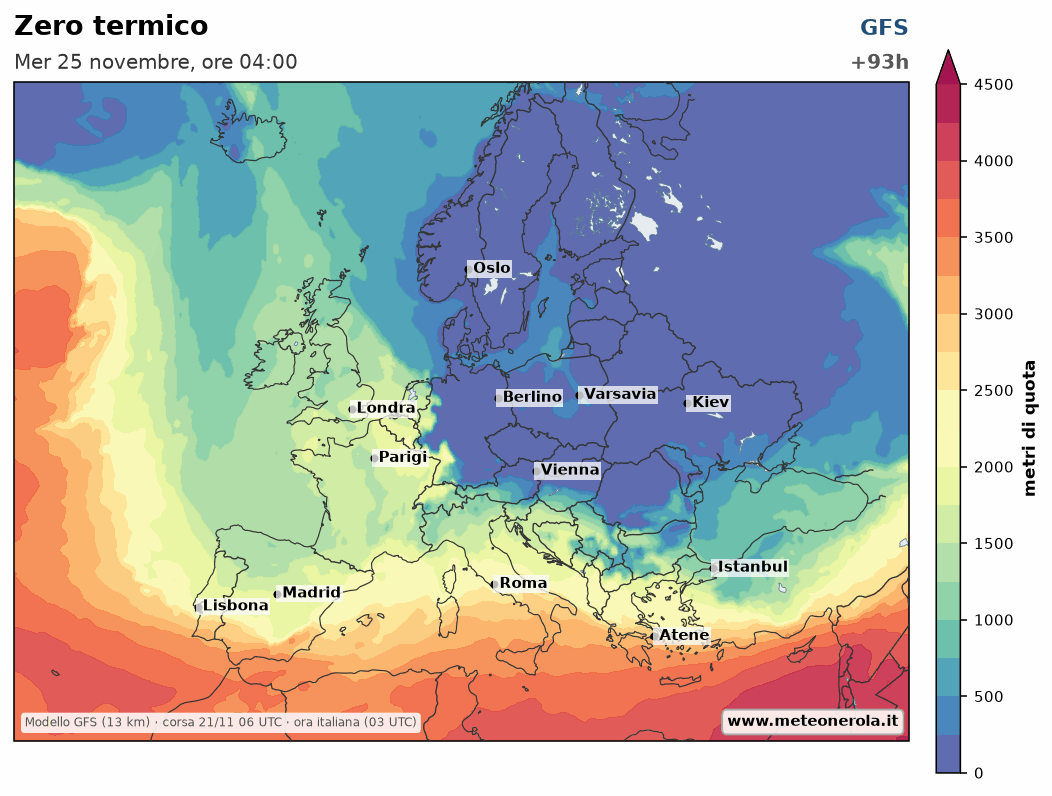 Zero termico
GFS
Mer 25 novembre, ore 04:00
+93h
Oslo
Berlino
Varsavia
Kiev
Londra
Parigi
Vienna
Istanbul
Roma
Madrid
Lisbona
Atene
Modello GFS (13 km) · corsa 21/11 06 UTC · ora italiana (03 UTC)
www.meteonerola.it
4500
4000
3500
3000
2500
2000
1500
1000
500
0
metri di quota